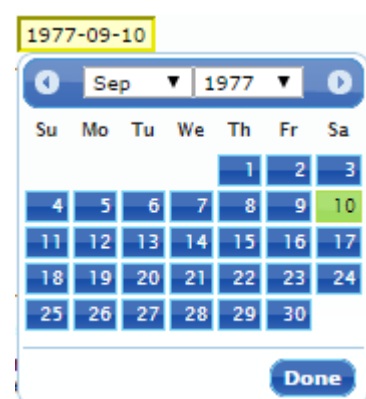 1977-09-10
Sep 1977
Su Mo Tu We Th Fr Sa
1 2 3
4 5 6 7 8 9 10
11 12 13 14 15 16 17
18 19 20 21 22 23 24
25 26 27 28 29 30
Done